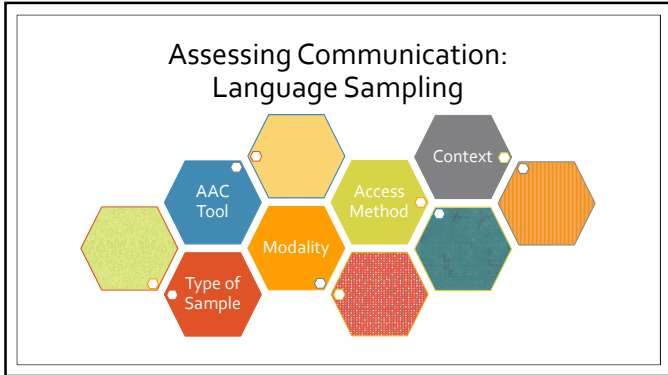 Assessing Communication:
Language Sampling
AAC
Tool
Type of
Sample
Modality
Access
Method
Context